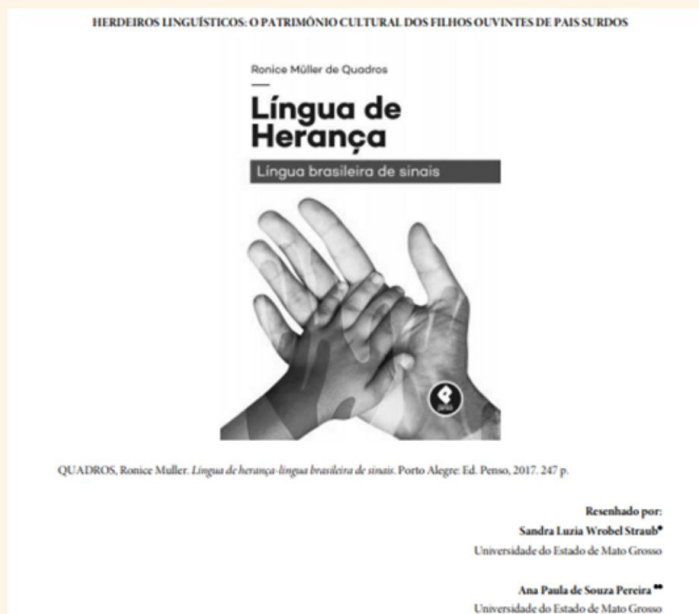 HERDEIROS LINGUÍSTICOS: O PATRIMÔNIO CULTURAL DOS FILHOS OUVINTES DE PAIS SURDOS
Ronice Müller de Quadros
Língua de
Herança
Língua brasileira de sinais
QUADROS, Ronice Muller. Língua de herança-língua brasileira de sinais. Porto Alegre: Ed. Penso, 2017. 247 p.
Resenhado por:
Sandra Luzia Wrobel Straub
Universidade do Estado de Mato Grosso
Ana Paula de Souza Pereira
Universidade do Estado de Mato Grosso